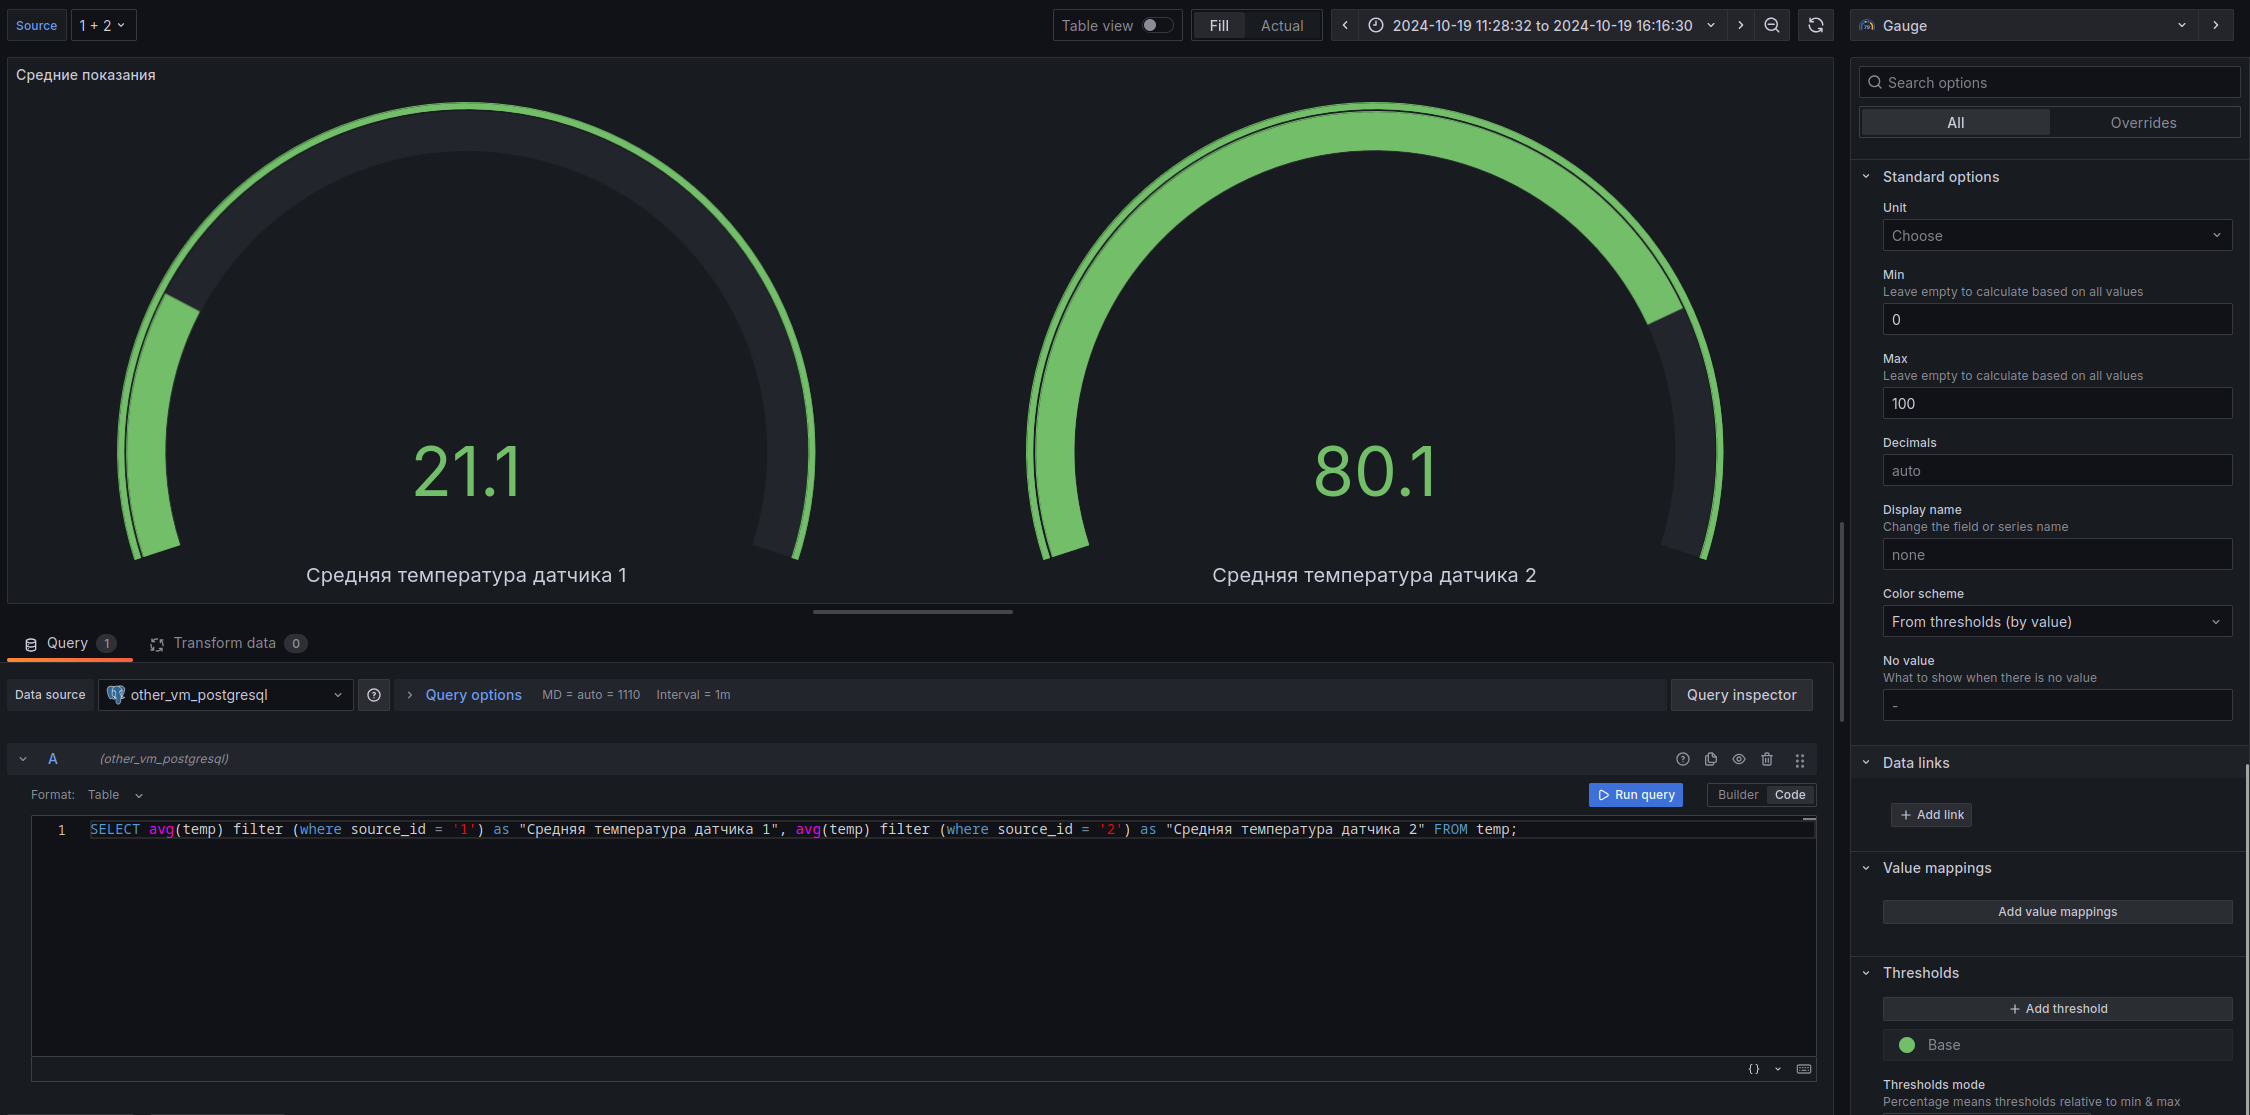 Source 1 + 2 Table view Fill Actual 2024-10-19 11:28:32 to 2024-10-19 16:16:30 Gauge
Средние показания
21.1
Средняя температура датчика 1
80.1
Средняя температура датчика 2
Query 1 Transform data 0
Data source other_vm_postgresql Query options MD = auto = 1110 Interval = 1m Query inspector
A (other_vm_postgresql)
Format: Table Run query Builder Code
1 SELECT avg(temp) filter (where source_id = '1') as "Средняя температура датчика 1", avg(temp) filter (where source_id = '2') as "Средняя температура датчика 2" FROM temp;
{}
Search options
All Overrides
Standard options
Unit
Choose
Min
Leave empty to calculate based on all values
0
Max
Leave empty to calculate based on all values
100
Decimals
auto
Display name
Change the field or series name
none
Color scheme
From thresholds (by value)
No value
What to show when there is no value
-
Data links
+ Add link
Value mappings
Add value mappings
Thresholds
+ Add threshold
Base
Thresholds mode
Percentage means thresholds relative to min & max